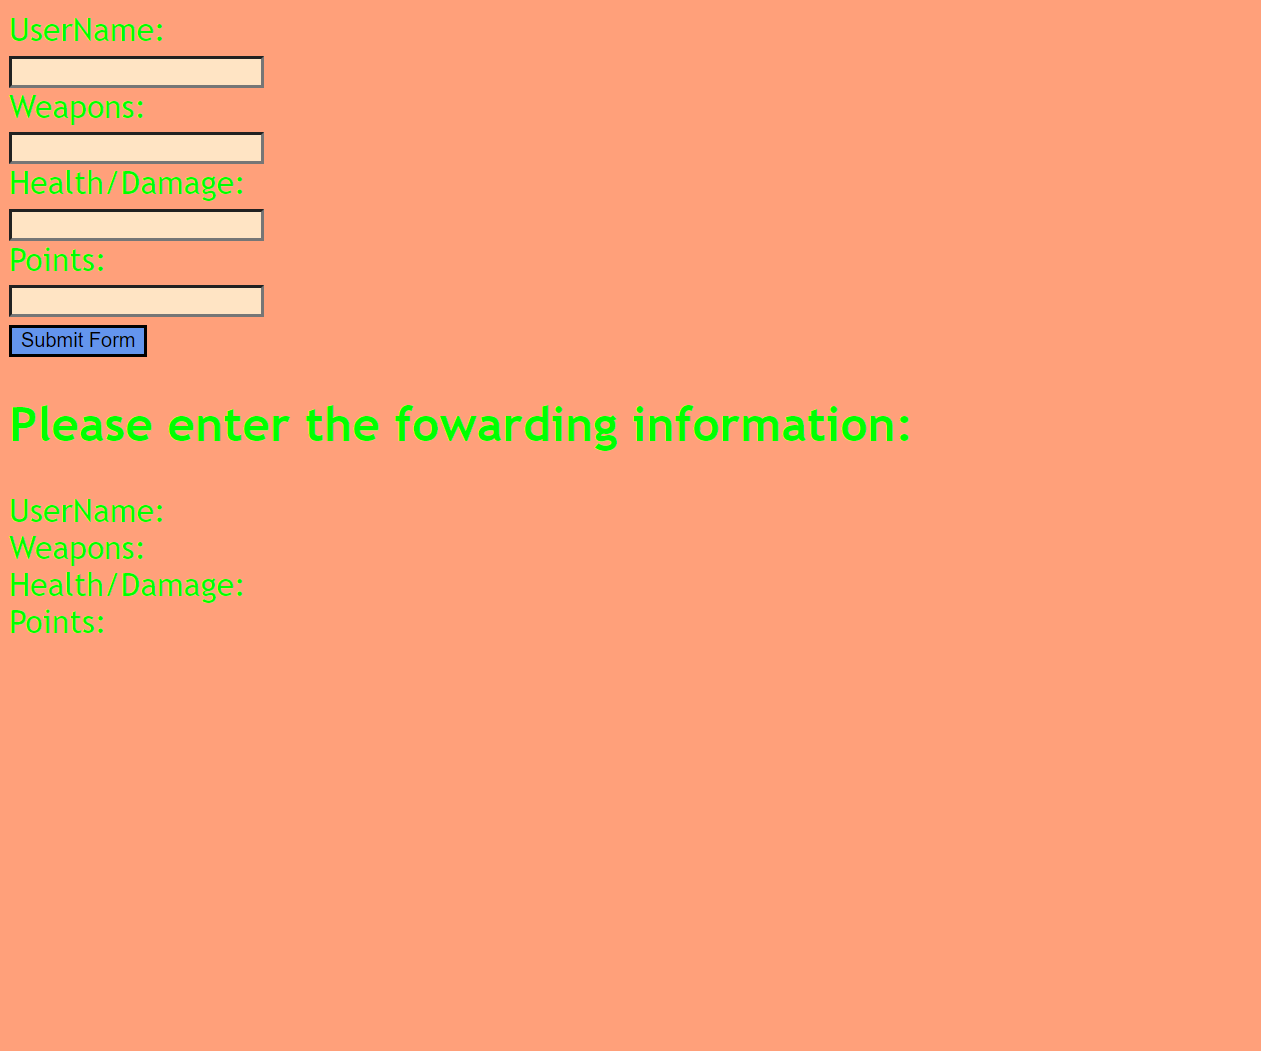 UserName:
Weapons:
Health/Damage:
Points:
Submit Form
Please enter the fowarding information:
UserName:
Weapons:
Health/Damage:
Points: